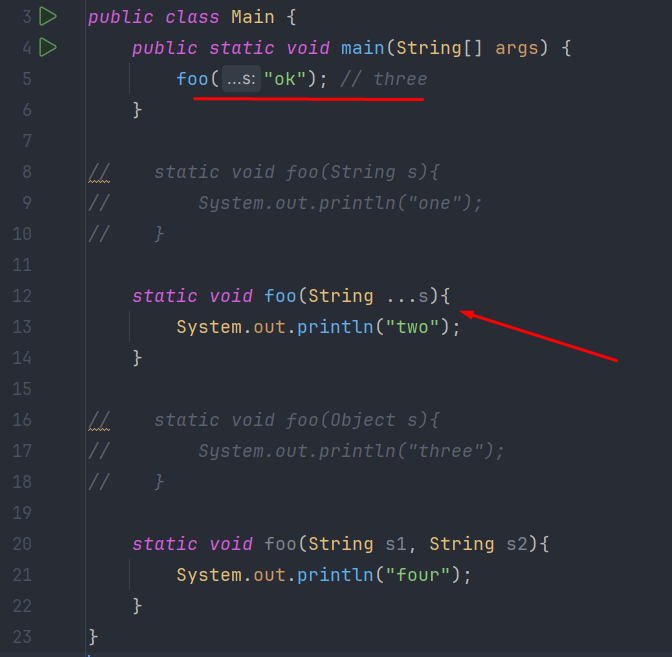 3 public class Main {
4 public static void main(String[] args) {
5 foo( ...s: "ok"); // three
6 }
7
8 // static void foo(String s){
9 // System.out.println("one");
10 // }
11
12 static void foo(String ...s){
13 System.out.println("two");
14 }
15
16 // static void foo(Object s){
17 // System.out.println("three");
18 // }
19
20 static void foo(String s1, String s2){
21 System.out.println("four");
22 }
23 }